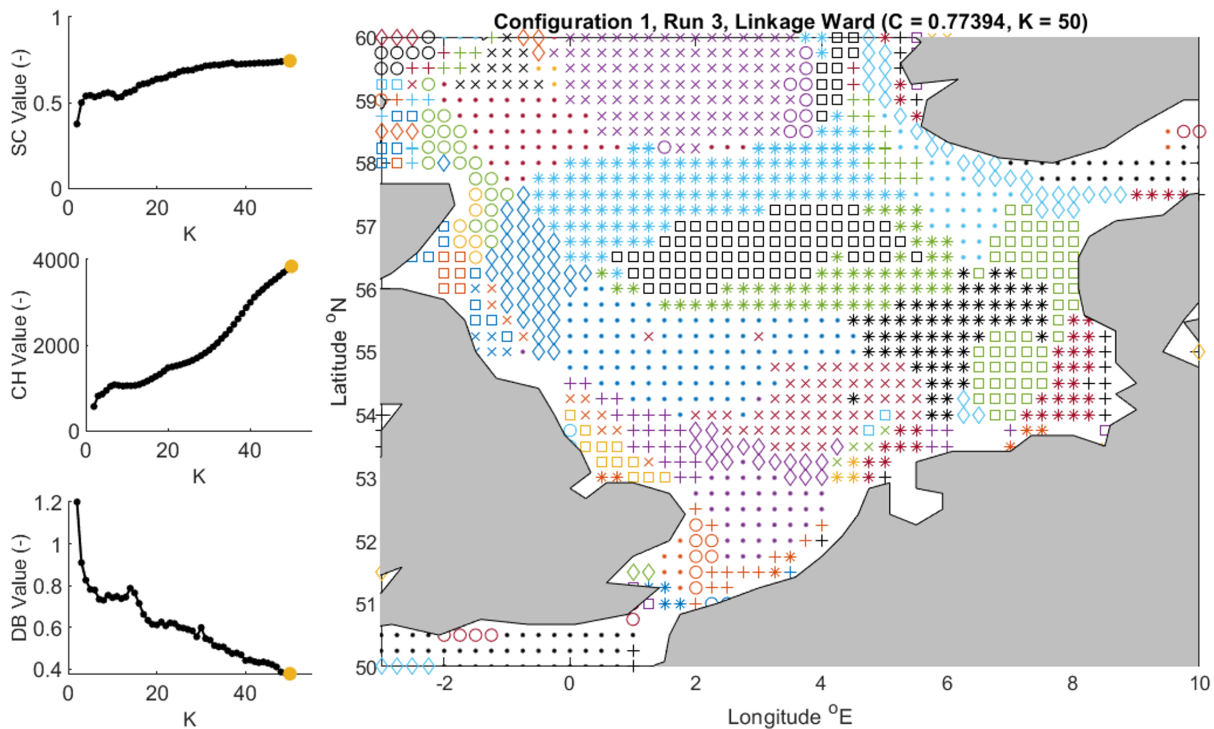 Configuration 1, Run 3, Linkage Ward (C = 0.77394, K = 50)
1
0.5
0
SC Value (-)
0 20 40
K
4000
2000
0
CH Value (-)
0 20 40
K
1.2
1
0.8
0.6
0.4
DB Value (-)
0 20 40
K
60
59
58
57
56
55
54
53
52
51
50
Latitude °N
-2 0 2 4 6 8 10
Longitude °E